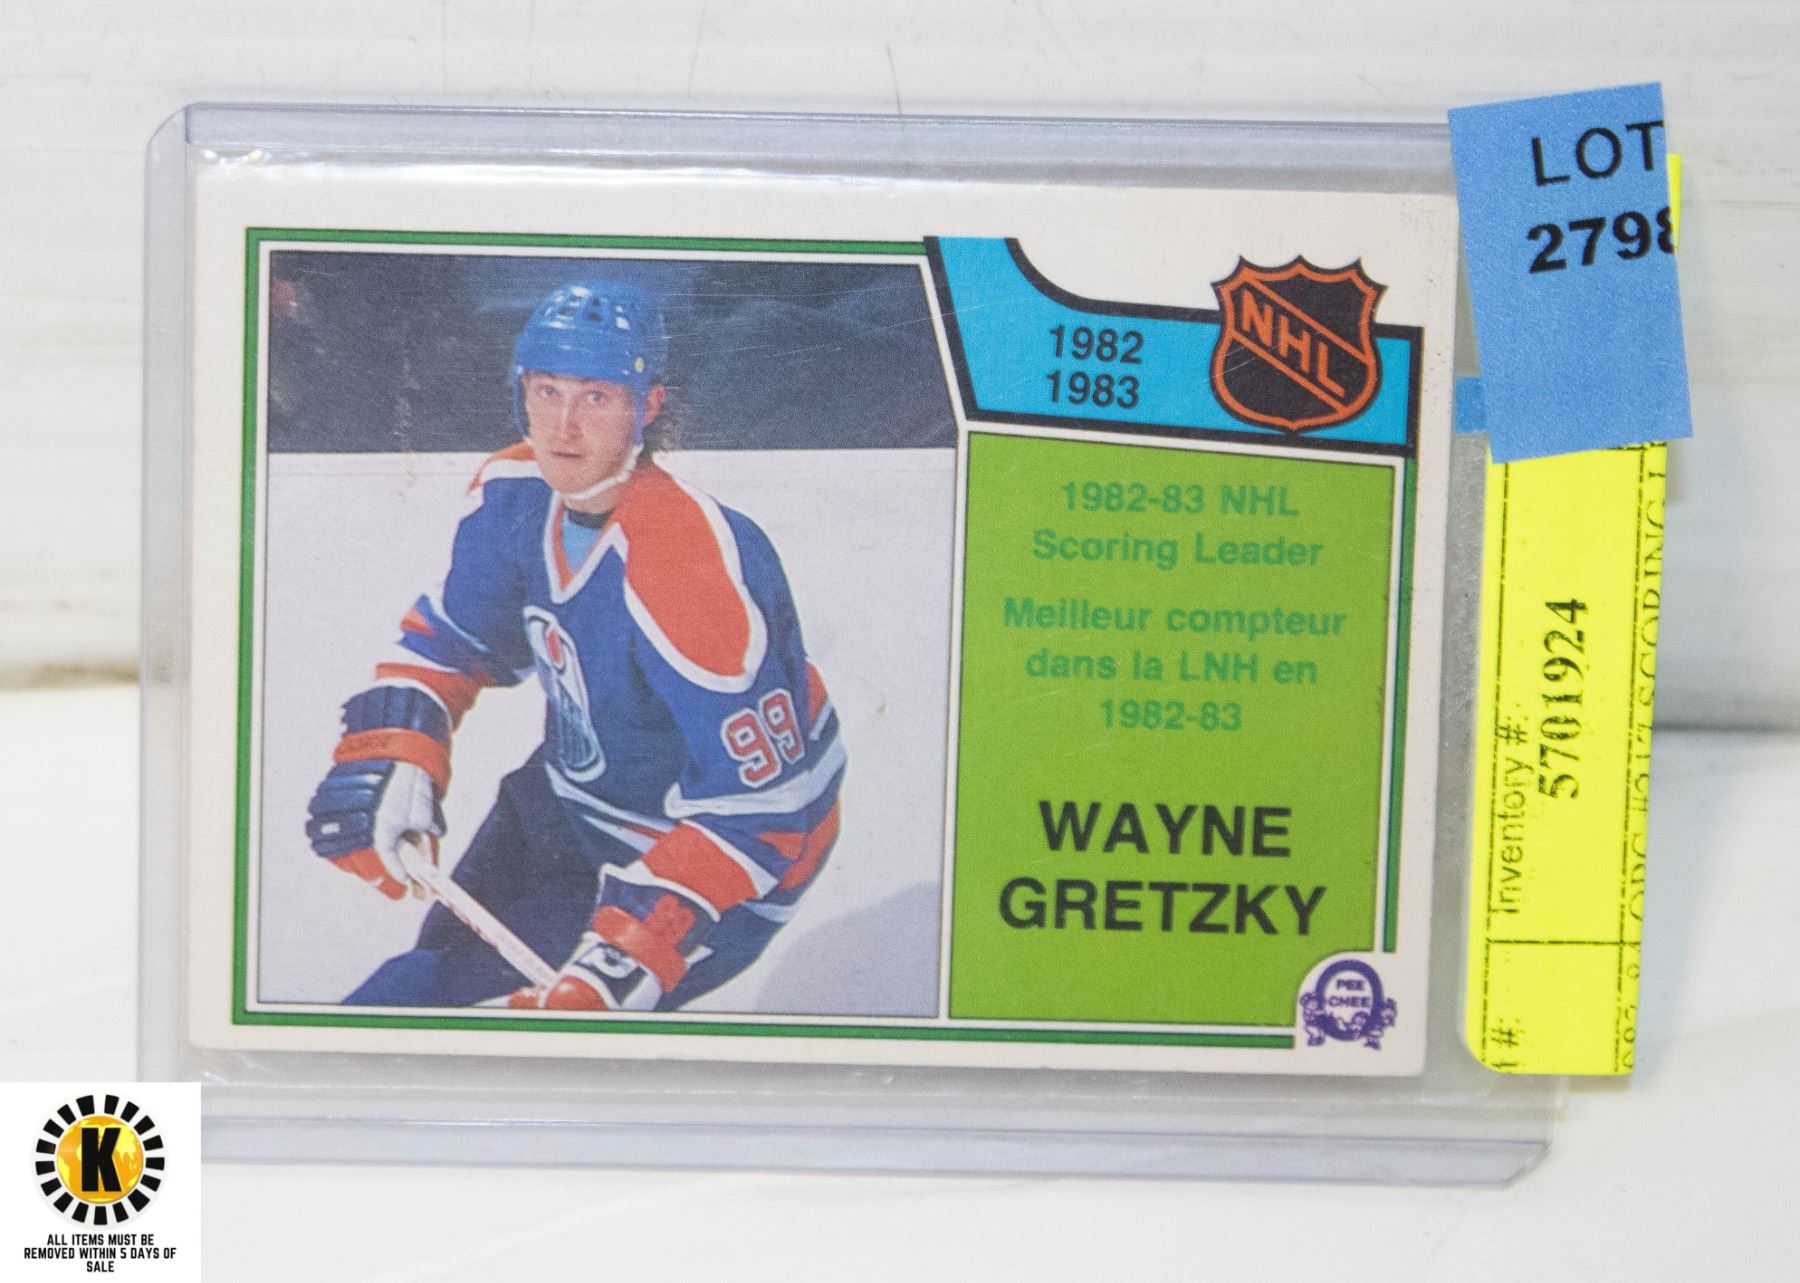 LOT
2798
1982
1983
NHL
1982-83 NHL
Scoring Leader
Meilleur compteur
dans la LNH en
1982-83
WAYNE
GRETZKY
PEE
CHEE
99
Inventory #:
5701924
#:
SCORING
K
ALL ITEMS MUST BE
REMOVED WITHIN 5 DAYS OF
SALE